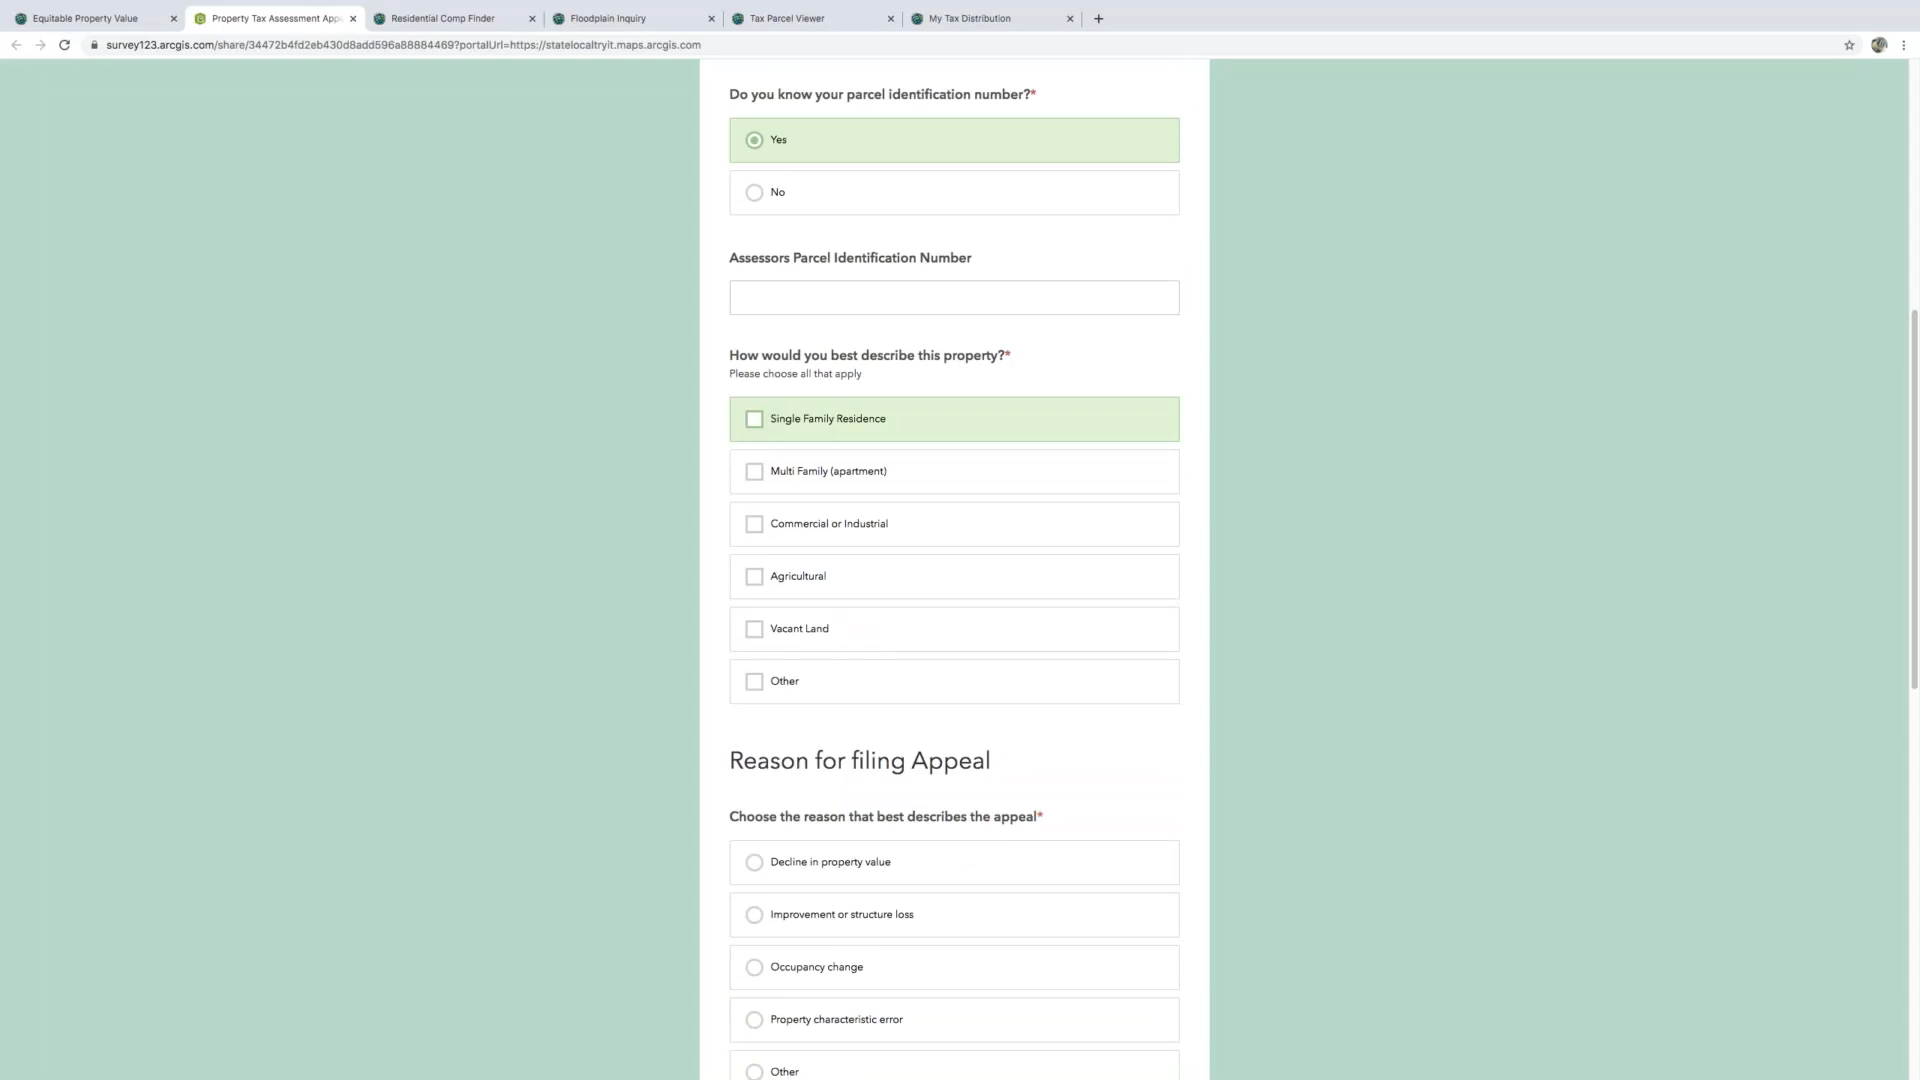 Equitable Property Value
Property Tax Assessment App
Residential Comp Finder
Floodplain Inquiry
Tax Parcel Viewer
My Tax Distribution
survey123.arcgis.com/share/34472b4fd2eb430d8add596a88884469?portalUrl=https://statelocaltryit.maps.arcgis.com
Do you know your parcel identification number?*
Yes
No
Assessors Parcel Identification Number
How would you best describe this property?*
Please choose all that apply
Single Family Residence
Multi Family (apartment)
Commercial or Industrial
Agricultural
Vacant Land
Other
Reason for filing Appeal
Choose the reason that best describes the appeal*
Decline in property value
Improvement or structure loss
Occupancy change
Property characteristic error
Other